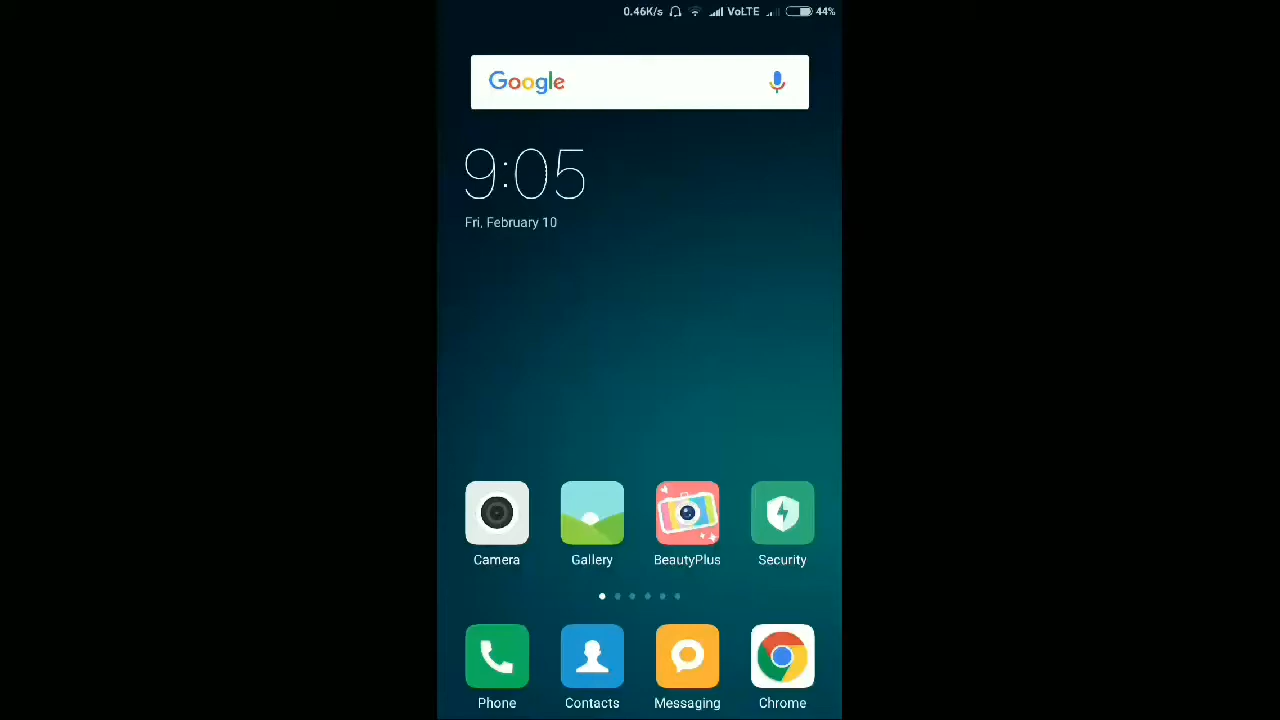 0.46K/s VoLTE 44%
Google
9:05
Fri, February 10
Camera Gallery BeautyPlus Security
Phone Contacts Messaging Chrome